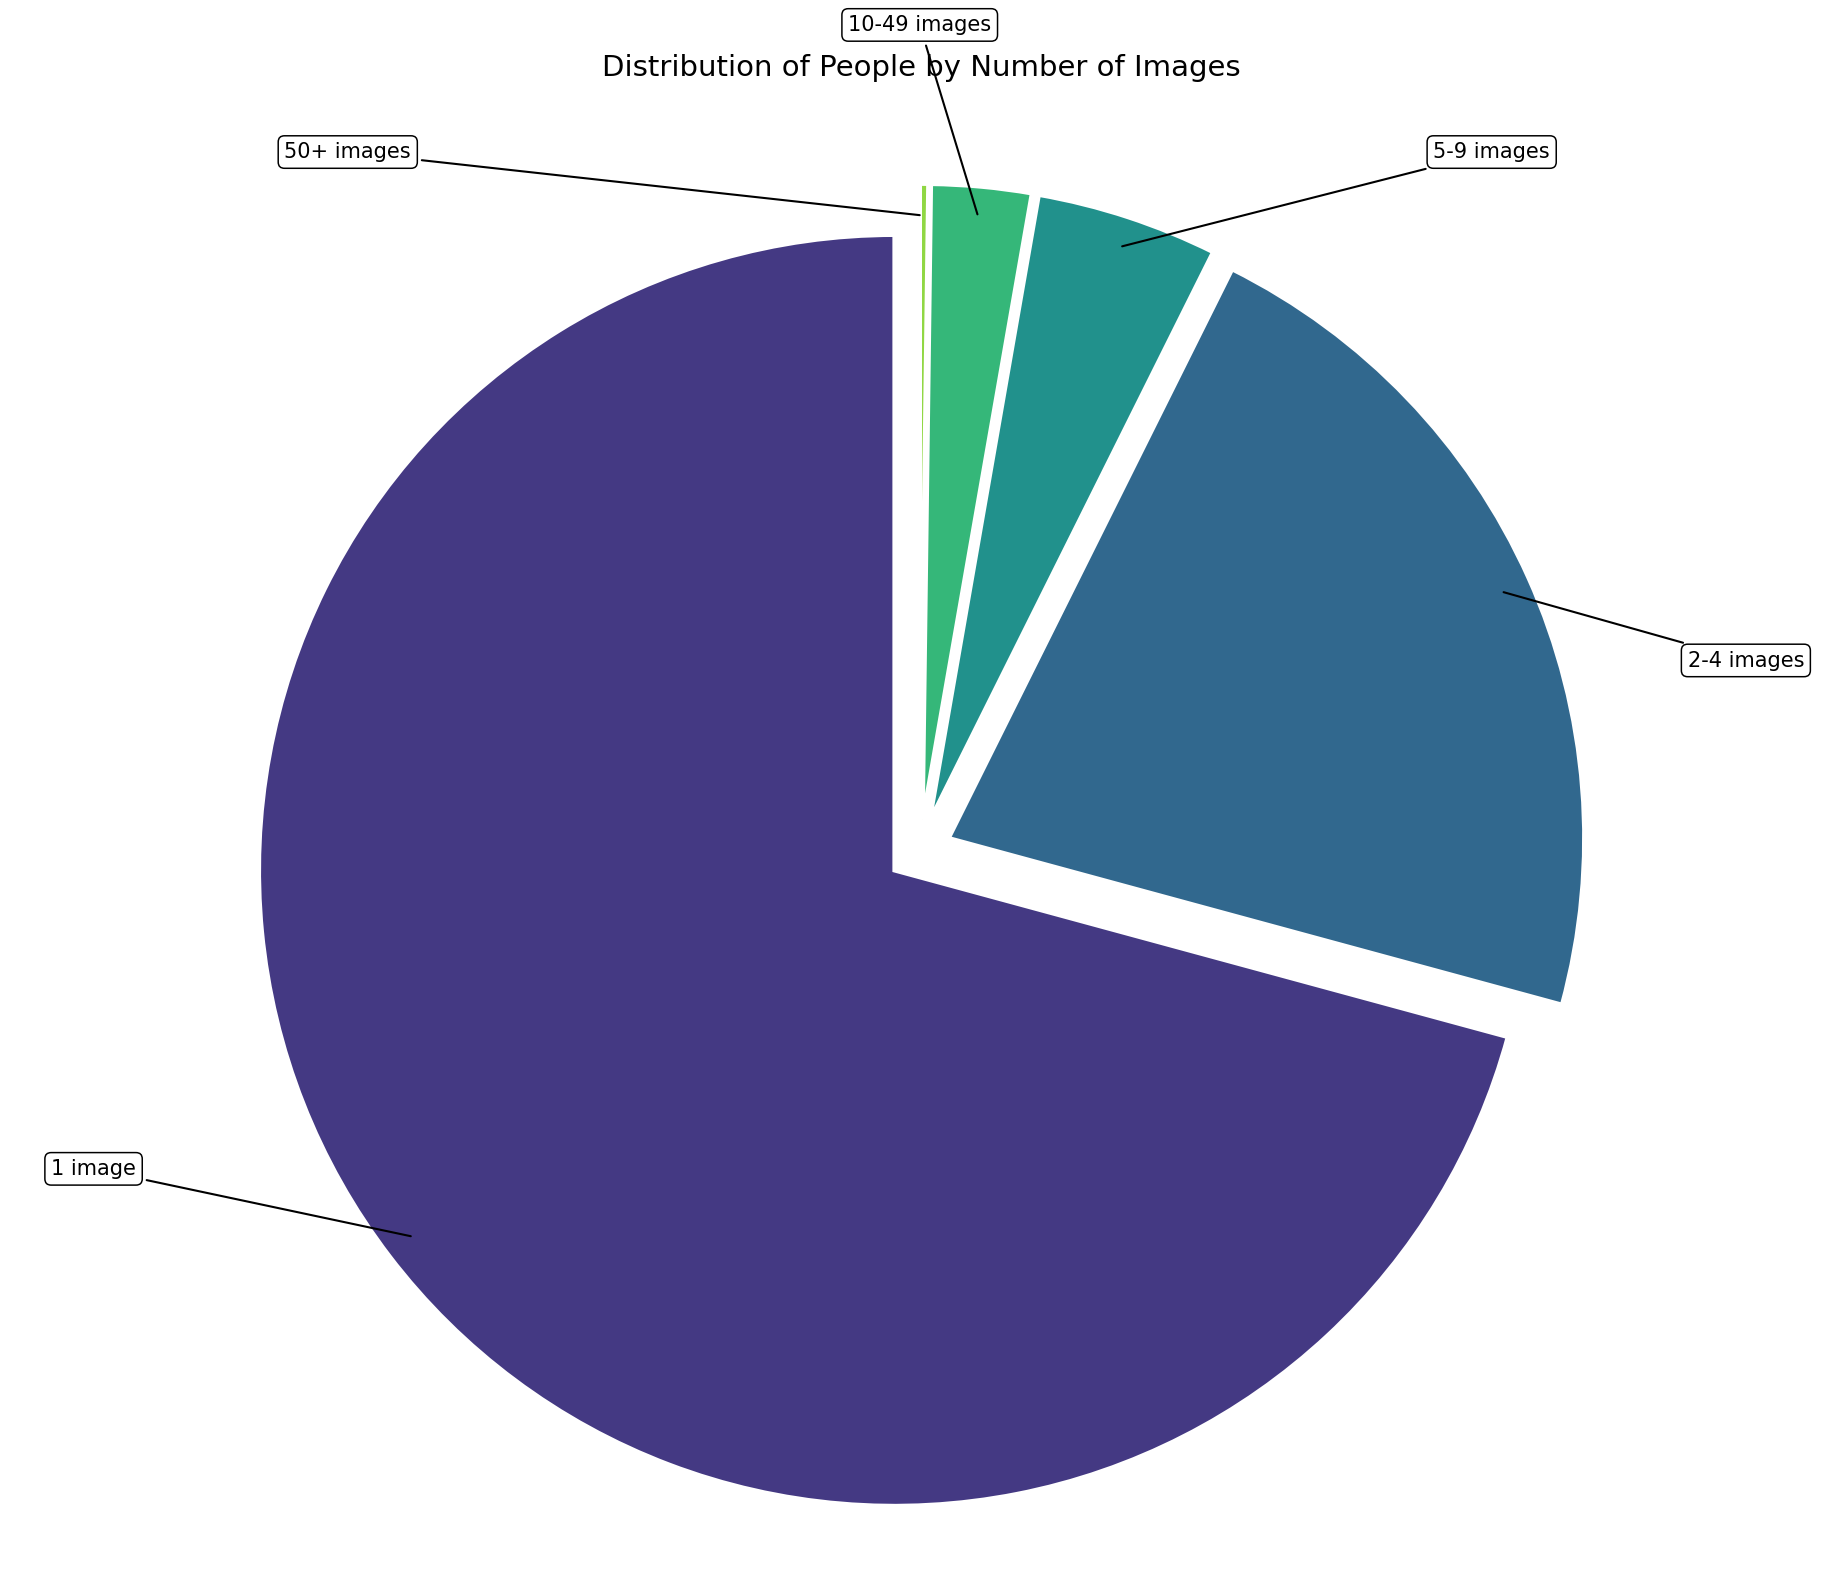 10-49 images
Distribution of People by Number of Images
50+ images
5-9 images
2-4 images
1 image